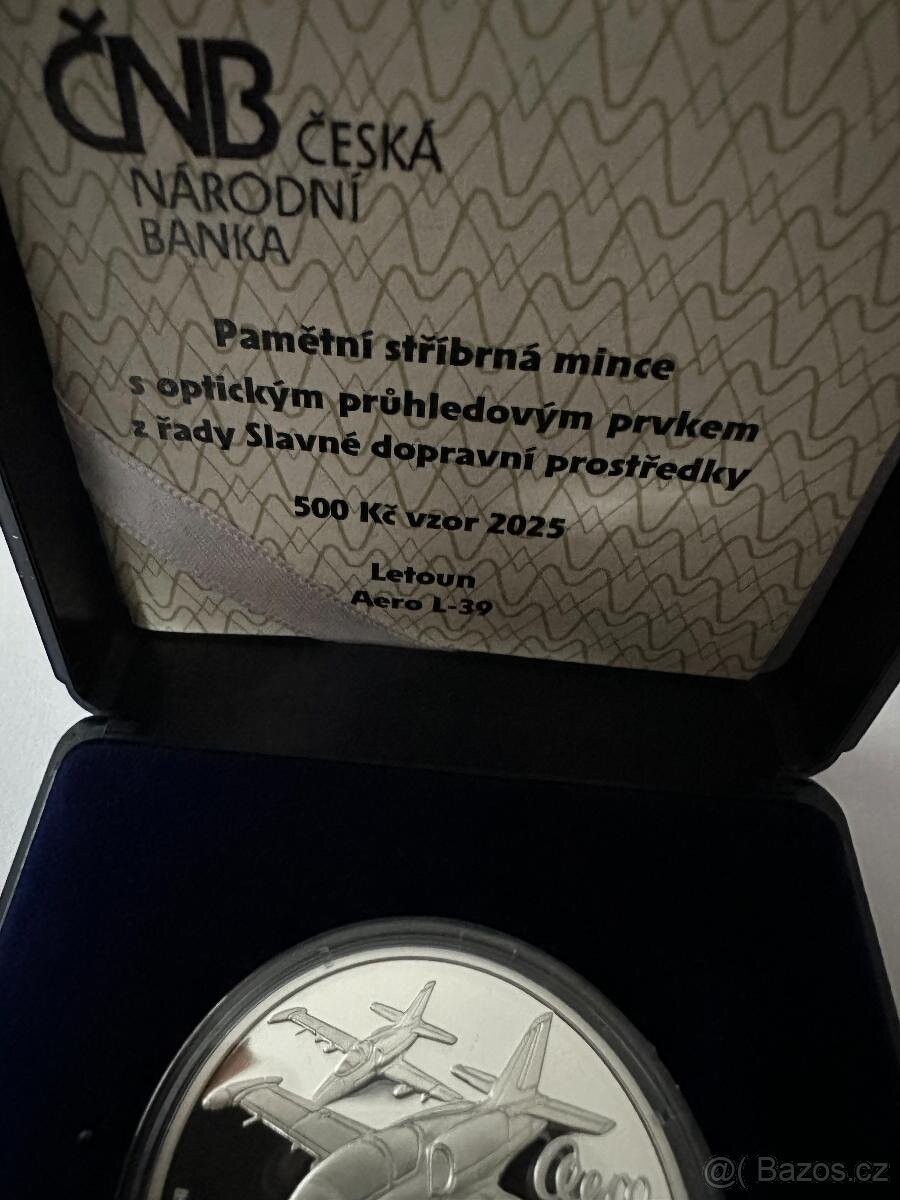 ČNB ČESKÁ
NÁRODNÍ
BANKA
Pamětní stříbrná mince
s optickým průhledovým prvkem
z řady Slavné dopravní prostředky
500 Kč vzor 2025
Letoun
Aero L-39
Aero
@( Bazos.cz